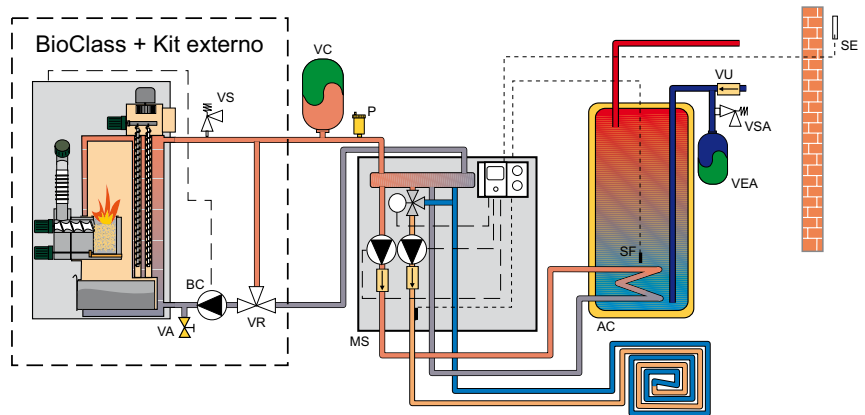 BioClass + Kit externo
VC
SE
VS
P
VU
VSA
VEA
SF
BC
VA
VR
MS
AC